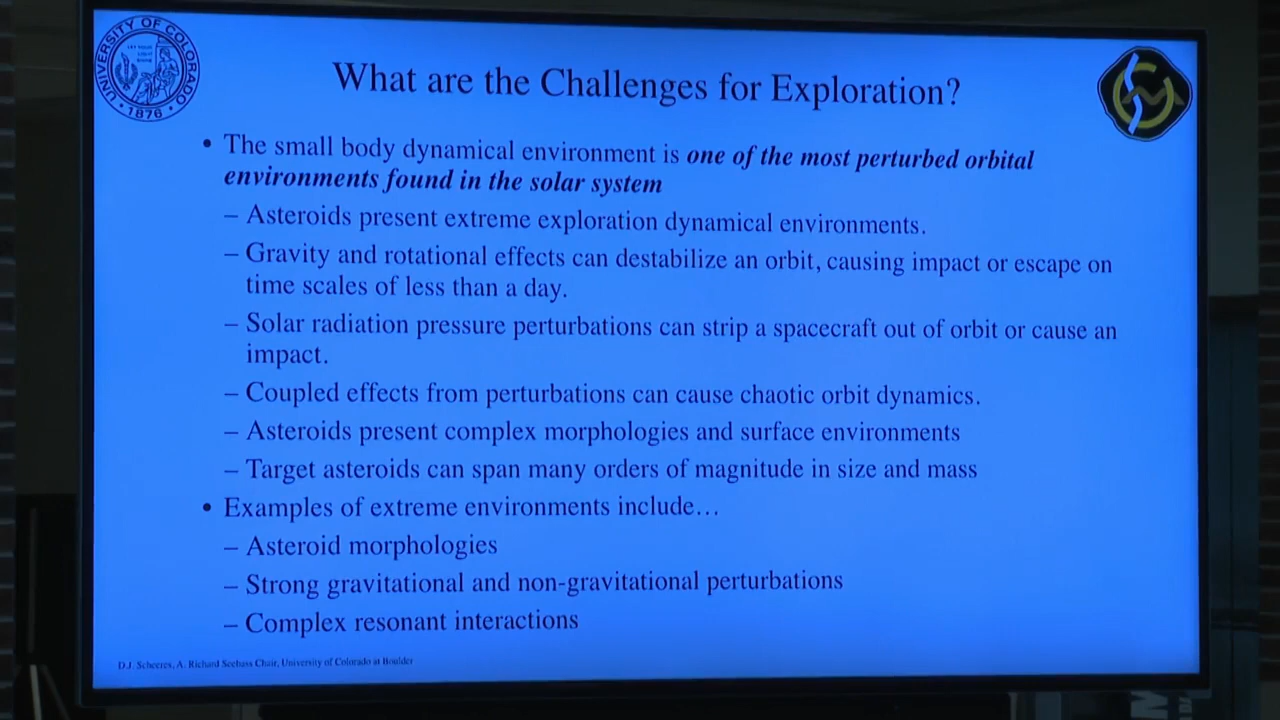 UNIVERSITY OF COLORADO
1876
What are the Challenges for Exploration?
• The small body dynamical environment is one of the most perturbed orbital
environments found in the solar system
– Asteroids present extreme exploration dynamical environments.
– Gravity and rotational effects can destabilize an orbit, causing impact or escape on
time scales of less than a day.
– Solar radiation pressure perturbations can strip a spacecraft out of orbit or cause an
impact.
– Coupled effects from perturbations can cause chaotic orbit dynamics.
– Asteroids present complex morphologies and surface environments
– Target asteroids can span many orders of magnitude in size and mass
• Examples of extreme environments include…
– Asteroid morphologies
– Strong gravitational and non-gravitational perturbations
– Complex resonant interactions
D.J. Scheeres, A. Richard Seebass Chair, University of Colorado at Boulder